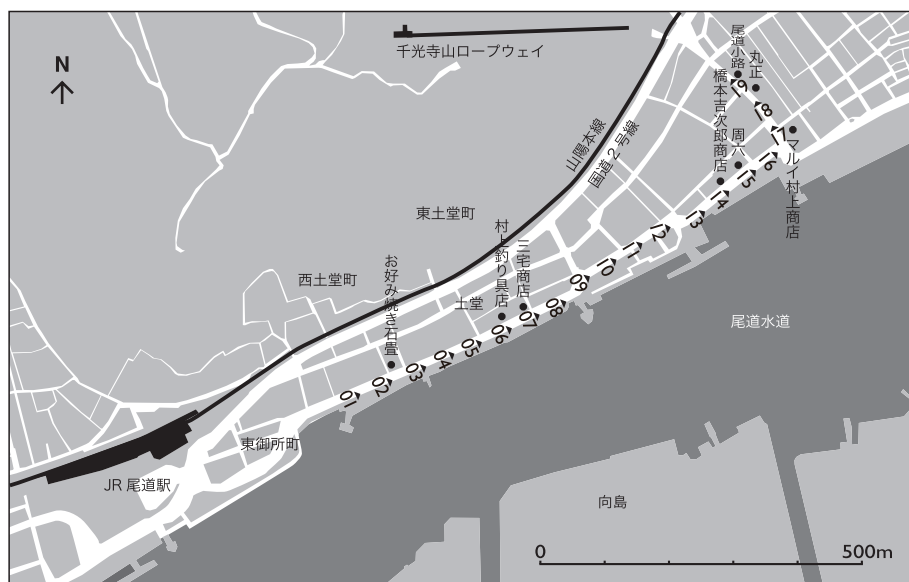 N
千光寺山ロープウェイ
尾道小路
丸正
橋本吉次郎商店
周六
マルイ村上商店
山陽本線
国道2号線
東土堂町
西土堂町
お好み焼き石畳
土堂
村上釣り具店
三宅商店
01
02
03
04
05
06
07
08
09
10
11
12
13
14
15
16
17
18
19
尾道水道
東御所町
JR 尾道駅
向島
0
500m